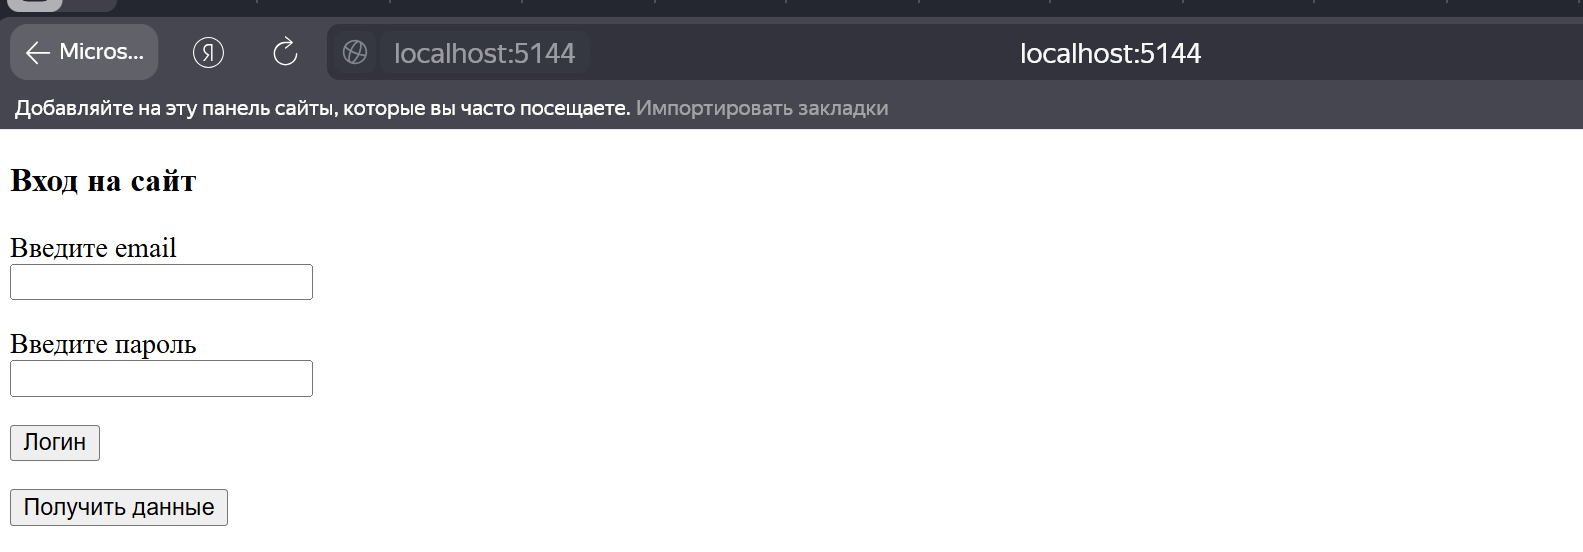 Micros... Я localhost:5144 localhost:5144
Добавляйте на эту панель сайты, которые вы часто посещаете. Импортировать закладки
Вход на сайт
Введите email
Введите пароль
Логин
Получить данные